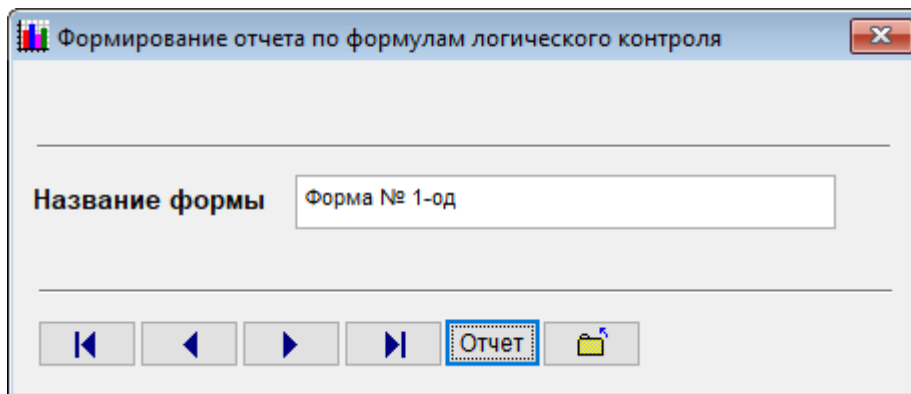 Формирование отчета по формулам логического контроля
Название формы
Форма № 1-од
Отчет